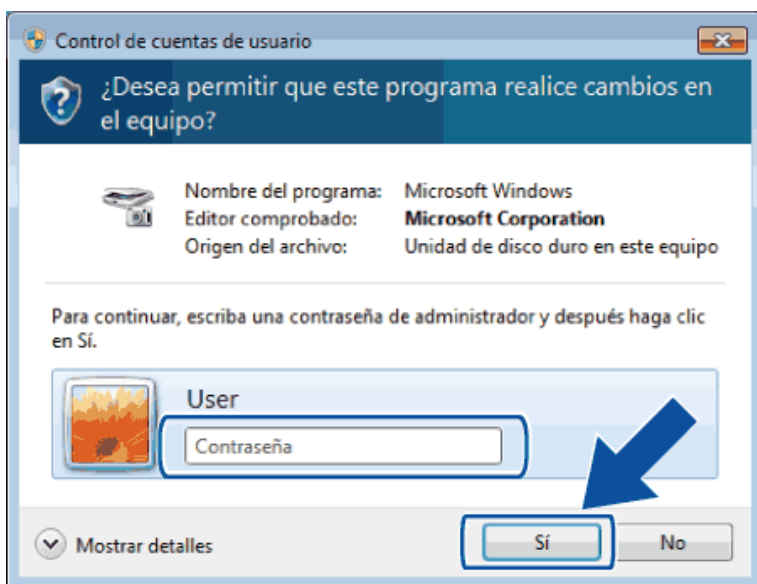 Control de cuentas de usuario
¿Desea permitir que este programa realice cambios en
el equipo?
Nombre del programa: Microsoft Windows
Editor comprobado: Microsoft Corporation
Origen del archivo: Unidad de disco duro en este equipo
Para continuar, escriba una contraseña de administrador y después haga clic
en Sí.
User
Contraseña
Mostrar detalles
Sí
No